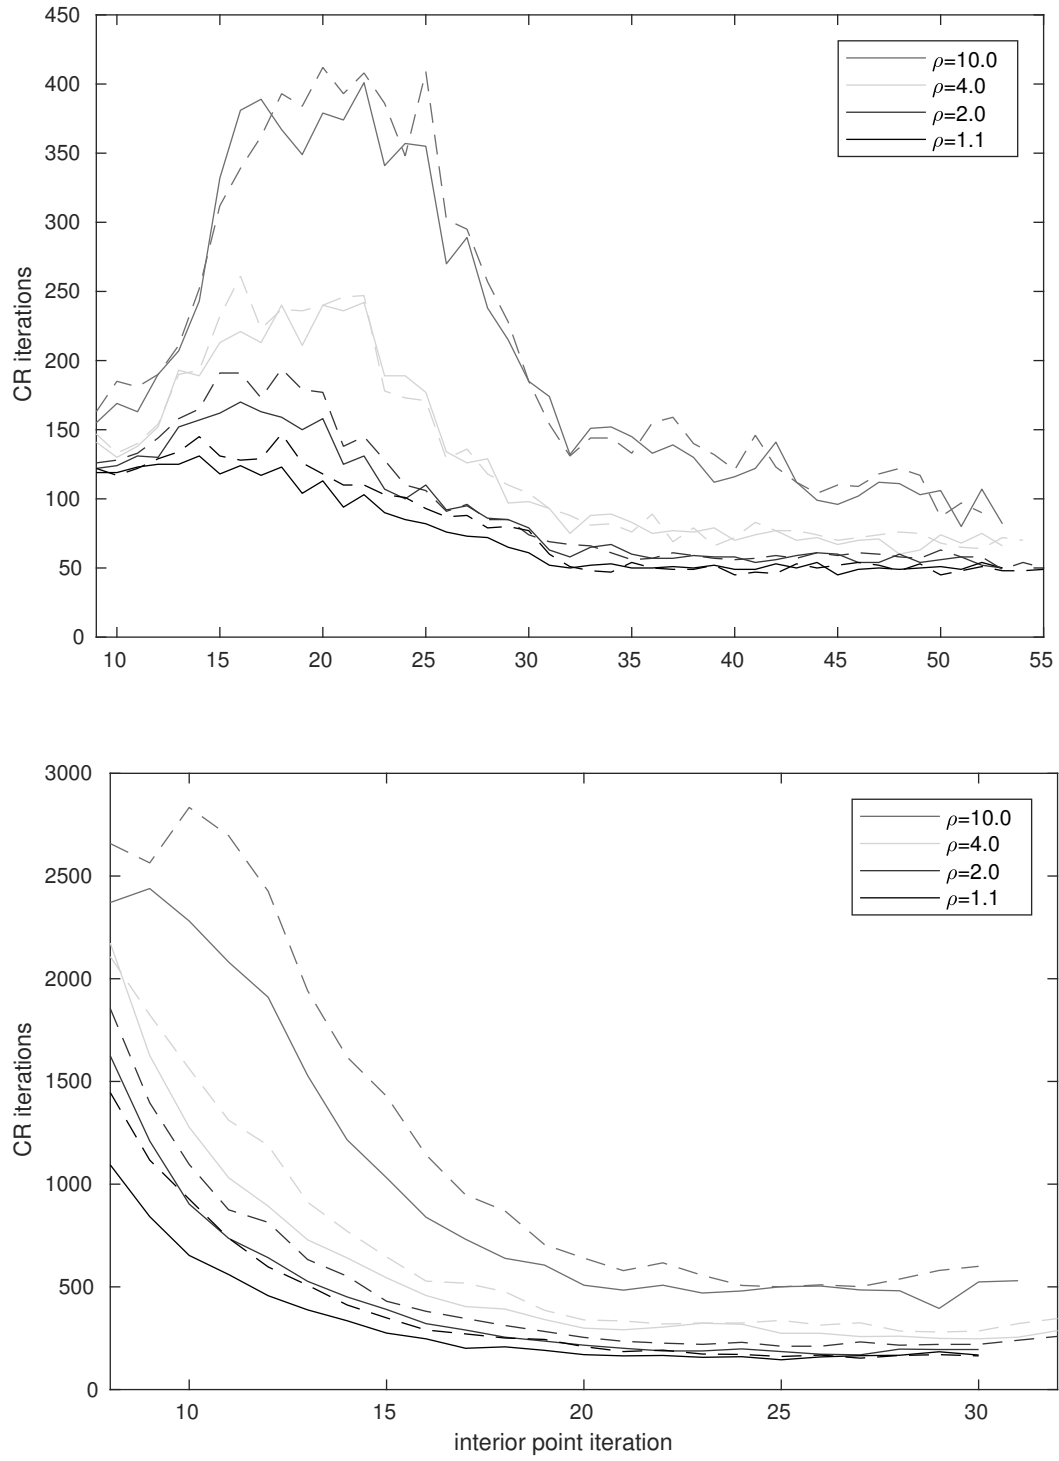 450
400
350
300
250
200
150
100
50
0
CR iterations
ρ=10.0
ρ=4.0
ρ=2.0
ρ=1.1
10 15 20 25 30 35 40 45 50 55
3000
2500
2000
1500
1000
500
0
CR iterations
ρ=10.0
ρ=4.0
ρ=2.0
ρ=1.1
10 15 20 25 30
interior point iteration